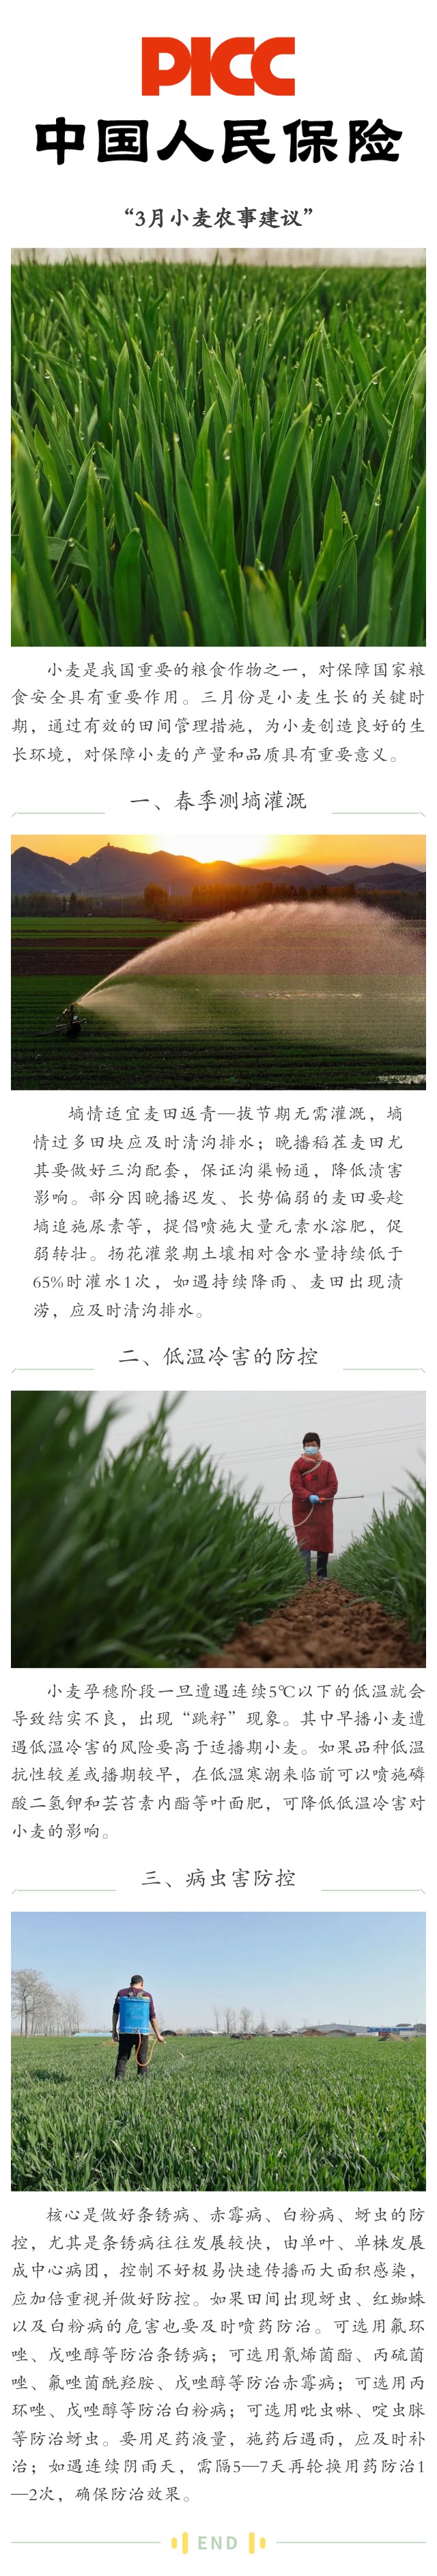 PICC
中国人民保险
“3月小麦农事建议”
小麦是我国重要的粮食作物之一，对保障国家粮
食安全具有重要作用。三月份是小麦生长的关键时
期，通过有效的田间管理措施，为小麦创造良好的生
长环境，对保障小麦的产量和品质具有重要意义。
一、春季测墒灌溉
墒情适宜麦田返青—拔节期无需灌溉，墒
情过多田块应及时清沟排水；晚播稻茬麦田尤
其要做好三沟配套，保证沟渠畅通，降低渍害
影响。部分因晚播迟发、长势偏弱的麦田要趁
墒追施尿素等，提倡喷施大量元素水溶肥，促
弱转壮。扬花灌浆期土壤相对含水量持续低于
65%时灌水1次，如遇持续降雨、麦田出现渍
涝，应及时清沟排水。
二、低温冷害的防控
小麦孕穗阶段一旦遭遇连续5℃以下的低温就会
导致结实不良，出现“跳籽”现象。其中早播小麦遭
遇低温冷害的风险要高于适播期小麦。如果品种低温
抗性较差或播期较早，在低温寒潮来临前可以喷施磷
酸二氢钾和芸苔素内酯等叶面肥，可降低低温冷害对
小麦的影响。
三、病虫害防控
核心是做好条锈病、赤霉病、白粉病、蚜虫的防
控，尤其是条锈病往往发展较快，由单叶、单株发展
成中心病团，控制不好极易快速传播而大面积感染，
应加倍重视并做好防控。如果田间出现蚜虫、红蜘蛛
以及白粉病的危害也要及时喷药防治。可选用氟环
唑、戊唑醇等防治条锈病；可选用氰烯菌酯、丙硫菌
唑、氟唑菌酰羟胺、戊唑醇等防治赤霉病；可选用丙
环唑、戊唑醇等防治白粉病；可选用吡虫啉、啶虫脒
等防治蚜虫。要用足药液量，施药后遇雨，应及时补
治；如遇连续阴雨天，需隔5—7天再轮换用药防治1
—2次，确保防治效果。
END